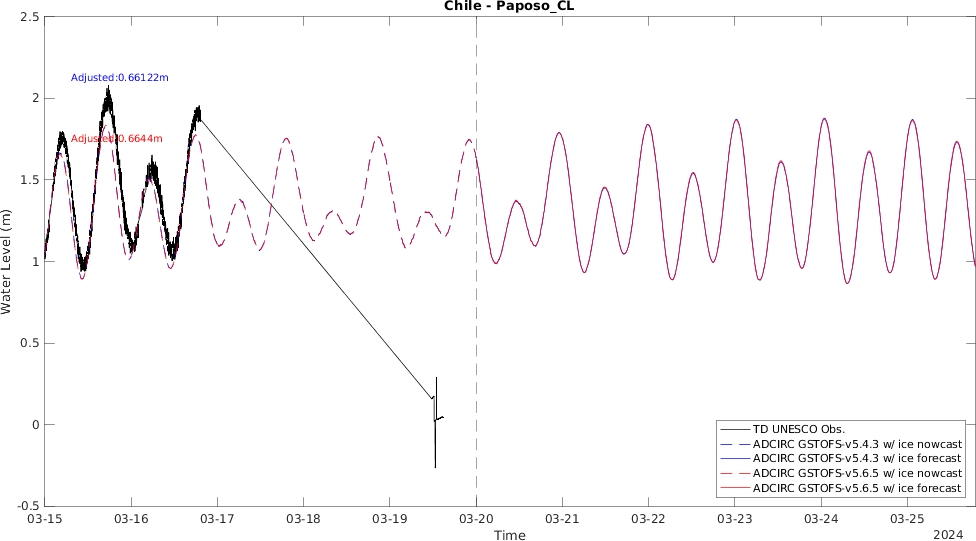 Chile - Paposo_CL
2.5
2
1.5
1
0.5
0
-0.5
Water Level (m)
Adjusted:0.66122m
Adjusted:0.6644m
TD UNESCO Obs.
ADCIRC GSTOFS-v5.4.3 w/ ice nowcast
ADCIRC GSTOFS-v5.4.3 w/ ice forecast
ADCIRC GSTOFS-v5.6.5 w/ ice nowcast
ADCIRC GSTOFS-v5.6.5 w/ ice forecast
03-15 03-16 03-17 03-18 03-19 03-20 03-21 03-22 03-23 03-24 03-25
Time
2024